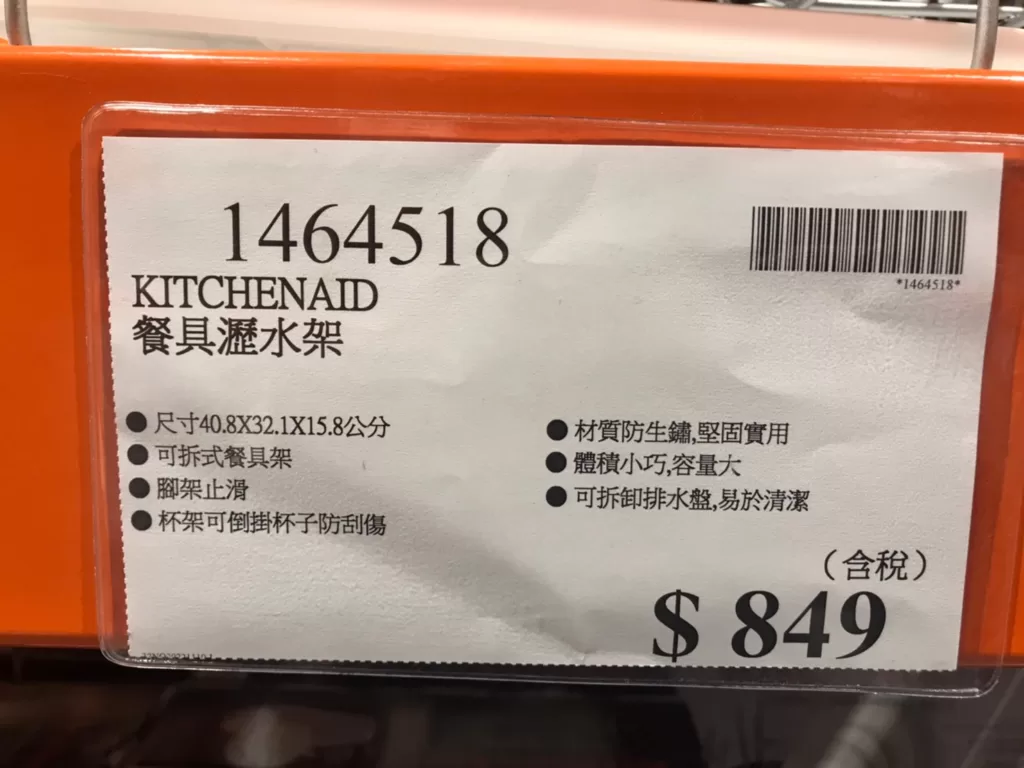 1464518
*1464518*
KITCHENAID
餐具瀝水架
● 尺寸40.8X32.1X15.8公分
● 可拆式餐具架
● 腳架止滑
● 杯架可倒掛杯子防刮傷
● 材質防生鏽,堅固實用
● 體積小巧,容量大
● 可拆卸排水盤,易於清潔
（含稅）
$ 849